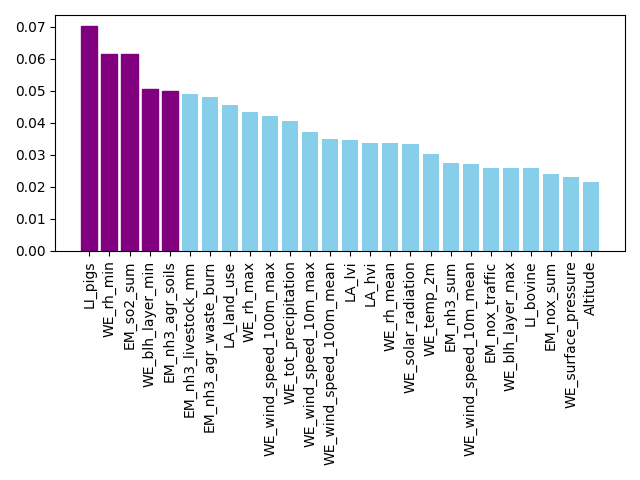 0.07
0.06
0.05
0.04
0.03
0.02
0.01
0.00
LI_pigs
WE_rh_min
EM_so2_sum
WE_blh_layer_min
EM_nh3_agr_soils
EM_nh3_livestock_mm
EM_nh3_agr_waste_burn
LA_land_use
WE_rh_max
WE_wind_speed_100m_max
WE_tot_precipitation
WE_wind_speed_10m_max
WE_wind_speed_100m_mean
LA_lvi
LA_hvi
WE_rh_mean
WE_solar_radiation
WE_temp_2m
EM_nh3_sum
WE_wind_speed_10m_mean
EM_nox_traffic
WE_blh_layer_max
LI_bovine
EM_nox_sum
WE_surface_pressure
Altitude